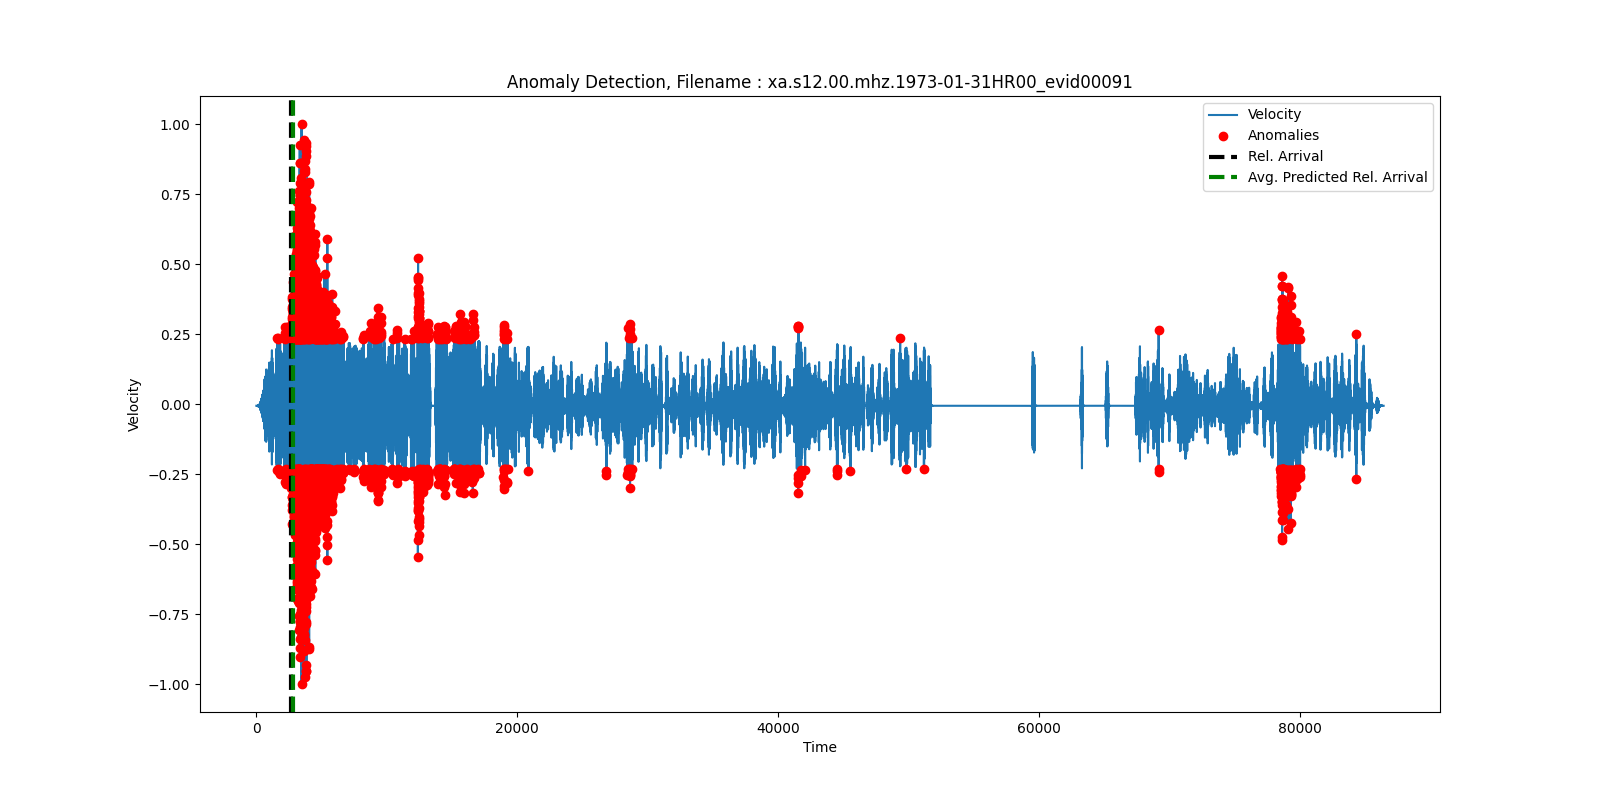 Anomaly Detection, Filename : xa.s12.00.mhz.1973-01-31HR00_evid00091
Velocity
Anomalies
Rel. Arrival
Avg. Predicted Rel. Arrival
1.00
0.75
0.50
0.25
0.00
−0.25
−0.50
−0.75
−1.00
Velocity
0
20000
40000
60000
80000
Time